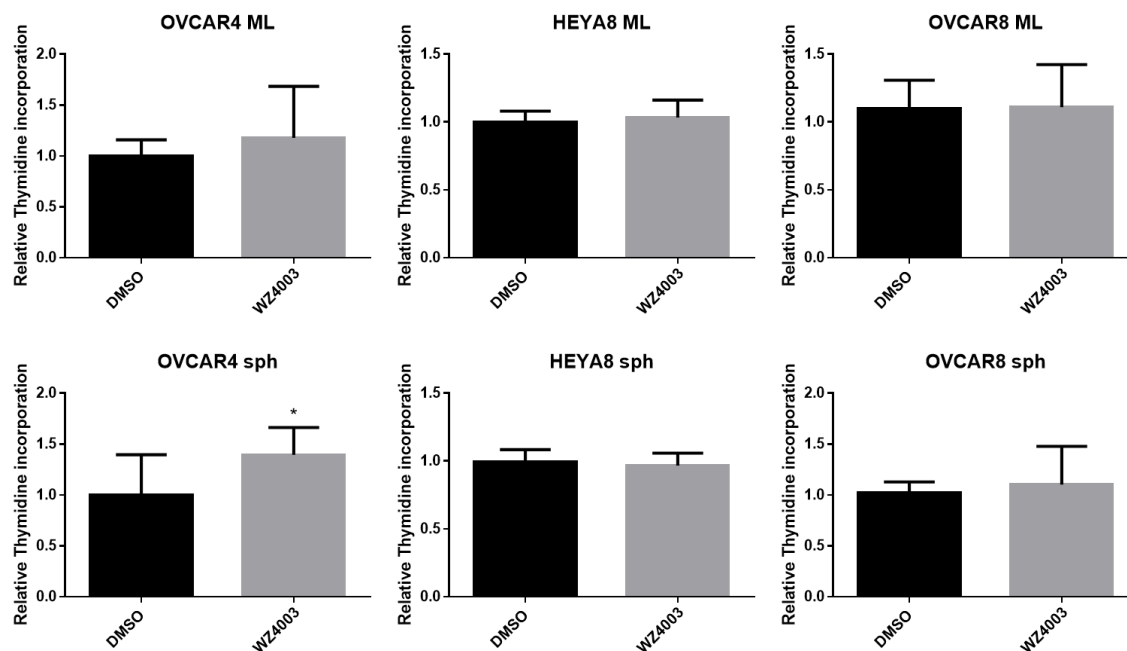 OVCAR4 ML
Relative Thymidine incorporation
2.0
1.5
1.0
0.5
0.0
DMSO
WZ4003
HEYA8 ML
Relative Thymidine incorporation
1.5
1.0
0.5
0.0
DMSO
WZ4003
OVCAR8 ML
Relative Thymidine incorporation
1.5
1.0
0.5
0.0
DMSO
WZ4003
OVCAR4 sph
Relative Thymidine incorporation
2.0
1.5
1.0
0.5
0.0
*
DMSO
WZ4003
HEYA8 sph
Relative Thymidine incorporation
1.5
1.0
0.5
0.0
DMSO
WZ4003
OVCAR8 sph
Relative Thymidine incorporation
2.0
1.5
1.0
0.5
0.0
DMSO
WZ4003